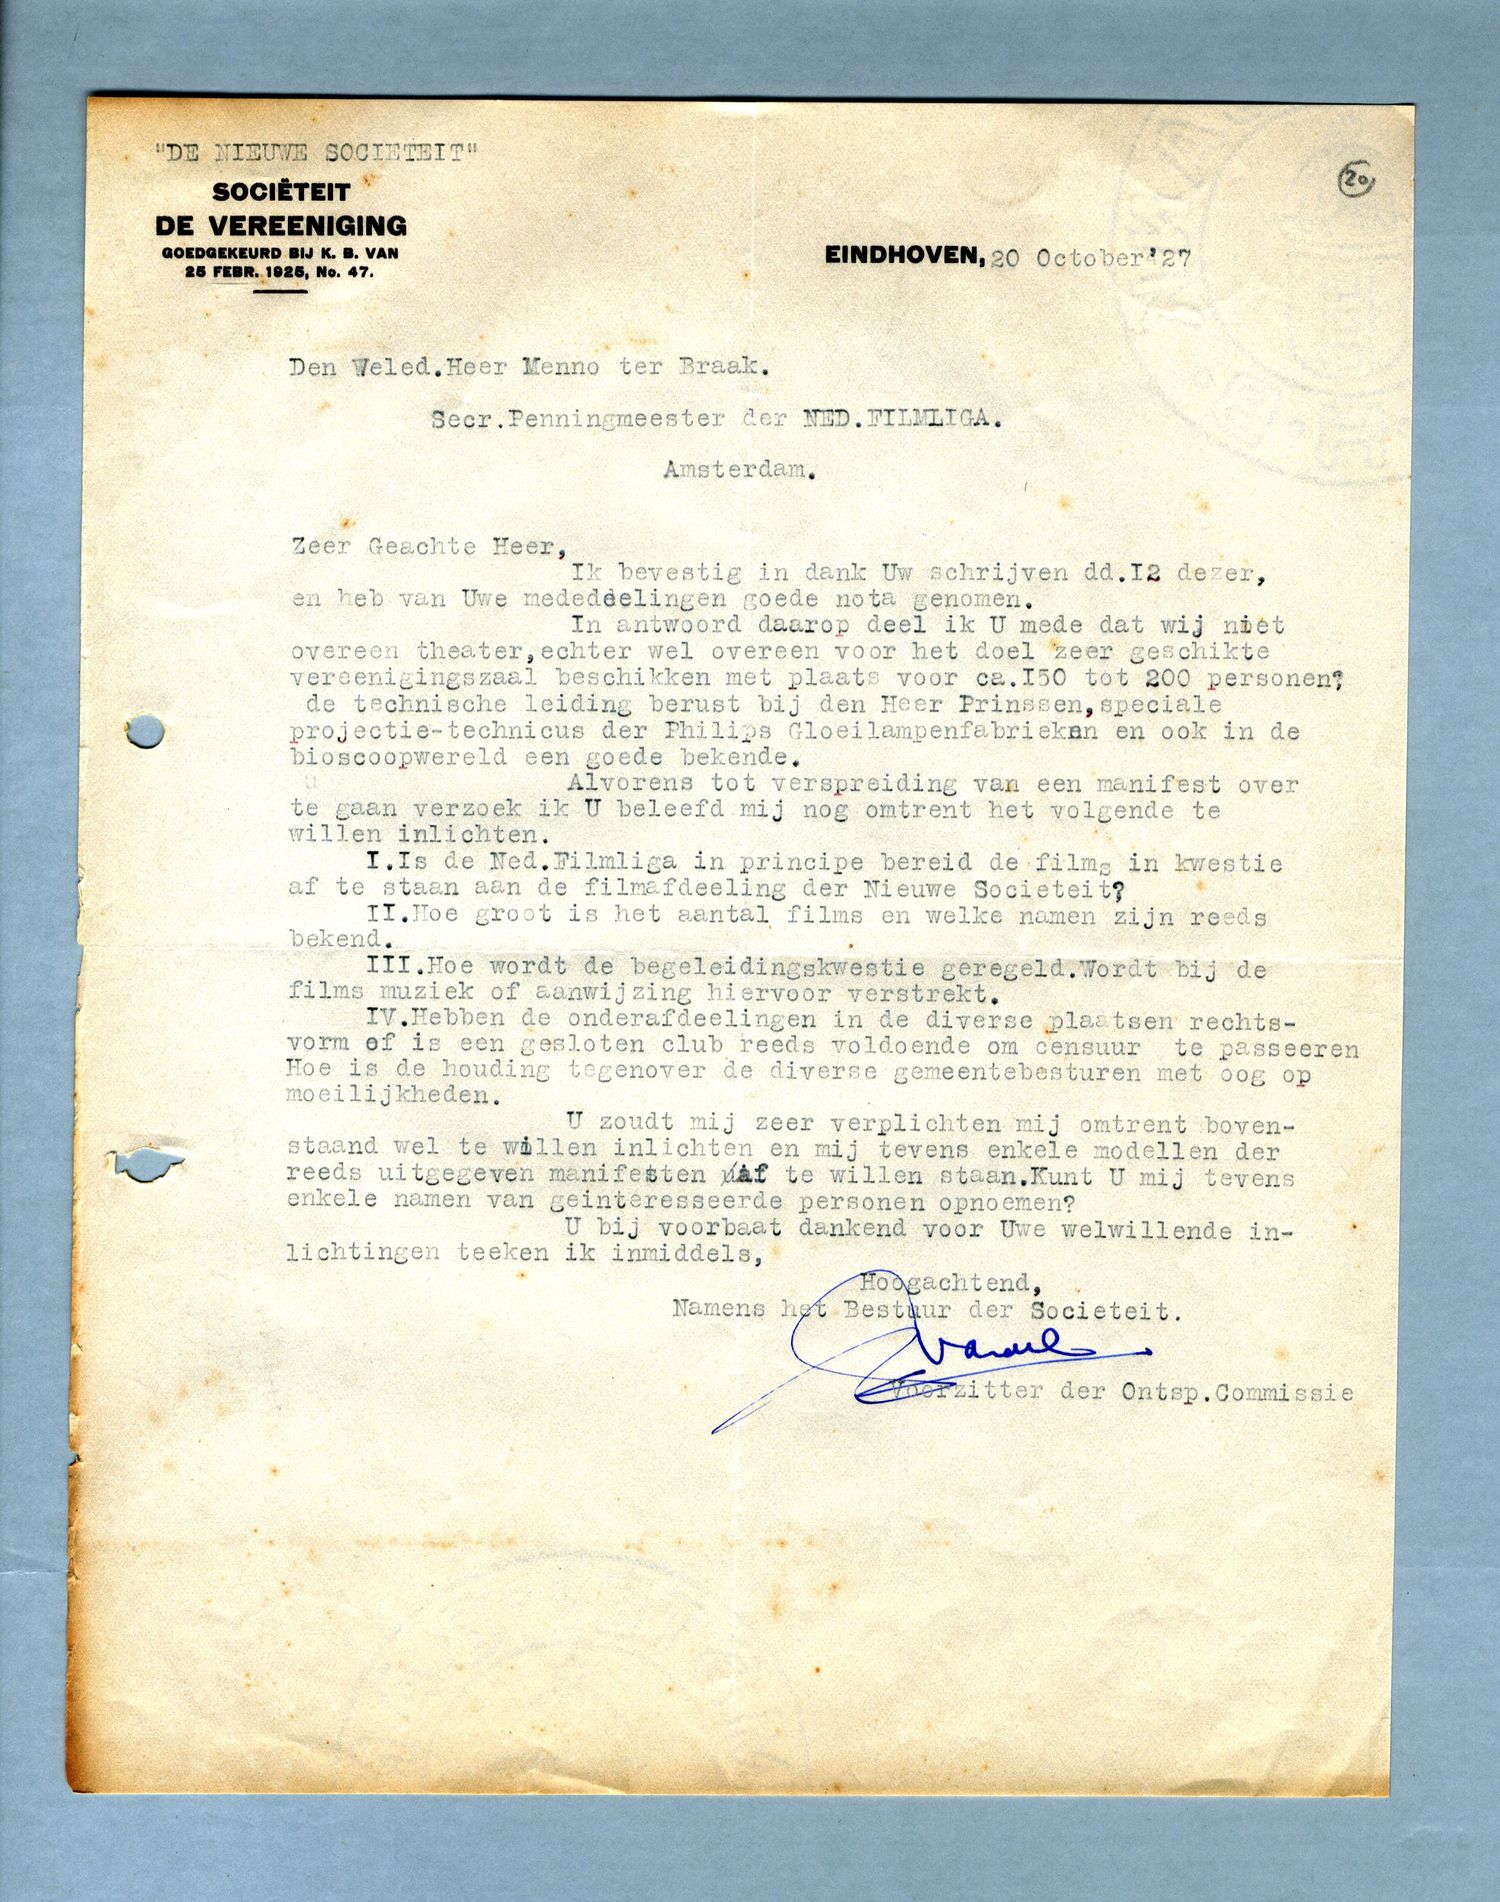 "DE NIEUWE SOCIETEIT"
SOCIËTEIT
DE VEREENIGING
GOEDGEKEURD BIJ K. B. VAN
25 FEBR. 1925, No. 47.
20
EINDHOVEN, 20 October '27
Den Weled.Heer Menno ter Braak.
Secr.Penningmeester der NED.FILMLIGA.
Amsterdam.
Zeer Geachte Heer,
Ik bevestig in dank Uw schrijven dd.I2 dezer,
en heb van Uwe mededeelingen goede nota genomen.
In antwoord daarop deel ik U mede dat wij niet
overeen theater,echter wel overeen voor het doel zeer geschikte
vereenigingszaal beschikken met plaats voor ca.I50 tot 200 personen?
de technische leiding berust bij den Heer Prinssen,speciale
projectie-technicus der Philips Gloeilampenfabrieken en ook in de
bioscoopwereld een goede bekende.
Alvorens tot verspreiding van een manifest over
te gaan verzoek ik U beleefd mij nog omtrent het volgende te
willen inlichten.
I.Is de Ned.Filmliga in principe bereid de films in kwestie
af te staan aan de filmafdeeling der Nieuwe Societeit?
II.Hoe groot is het aantal films en welke namen zijn reeds
bekend.
III.Hoe wordt de begeleidingskwestie geregeld.Wordt bij de
films muziek of aanwijzing hiervoor verstrekt.
IV.Hebben de onderafdeelingen in de diverse plaatsen rechts-
vorm of is een gesloten club reeds voldoende om censuur te passeeren
Hoe is de houding tegenover de diverse gemeentebesturen met oog op
moeilijkheden.
U zoudt mij zeer verplichten mij omtrent boven-
staand wel te willen inlichten en mij tevens enkele modellen der
reeds uitgegeven manifesten af te willen staan.Kunt U mij tevens
enkele namen van geinteresseerde personen opnoemen?
U bij voorbaat dankend voor Uwe welwillende in-
lichtingen teeken ik inmiddels,
Hoogachtend,
Namens het Bestuur der Societeit.
Voorzitter der Ontsp.Commissie